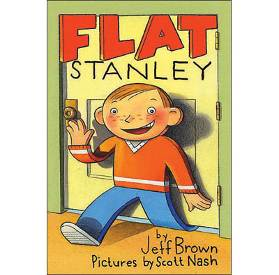 FLAT
STANLEY
by
Jeff Brown
Pictures by Scott Nash